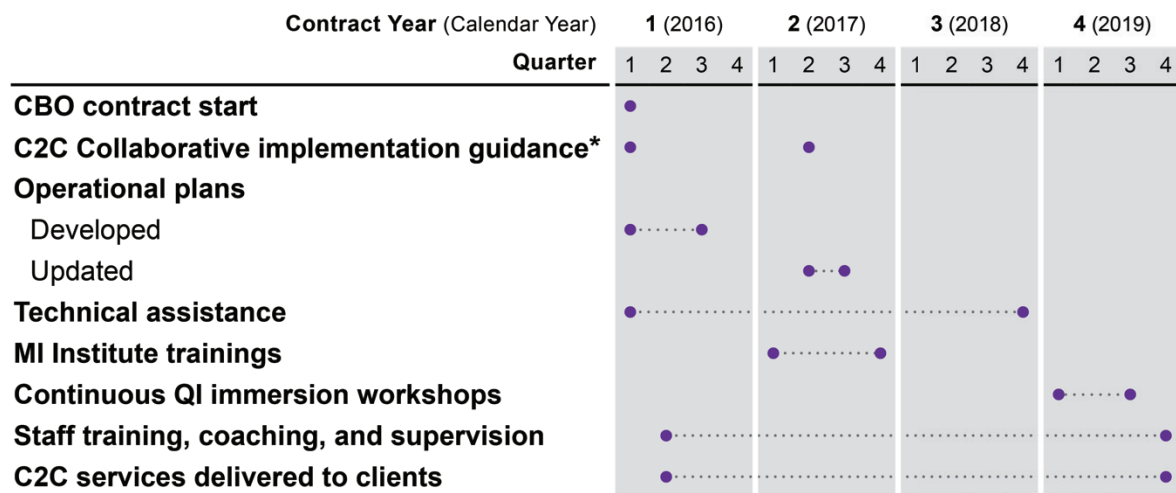 Contract Year (Calendar Year) 1 (2016) 2 (2017) 3 (2018) 4 (2019)
Quarter 1 2 3 4 1 2 3 4 1 2 3 4 1 2 3 4
CBO contract start
C2C Collaborative implementation guidance*
Operational plans
Developed
Updated
Technical assistance
MI Institute trainings
Continuous QI immersion workshops
Staff training, coaching, and supervision
C2C services delivered to clients